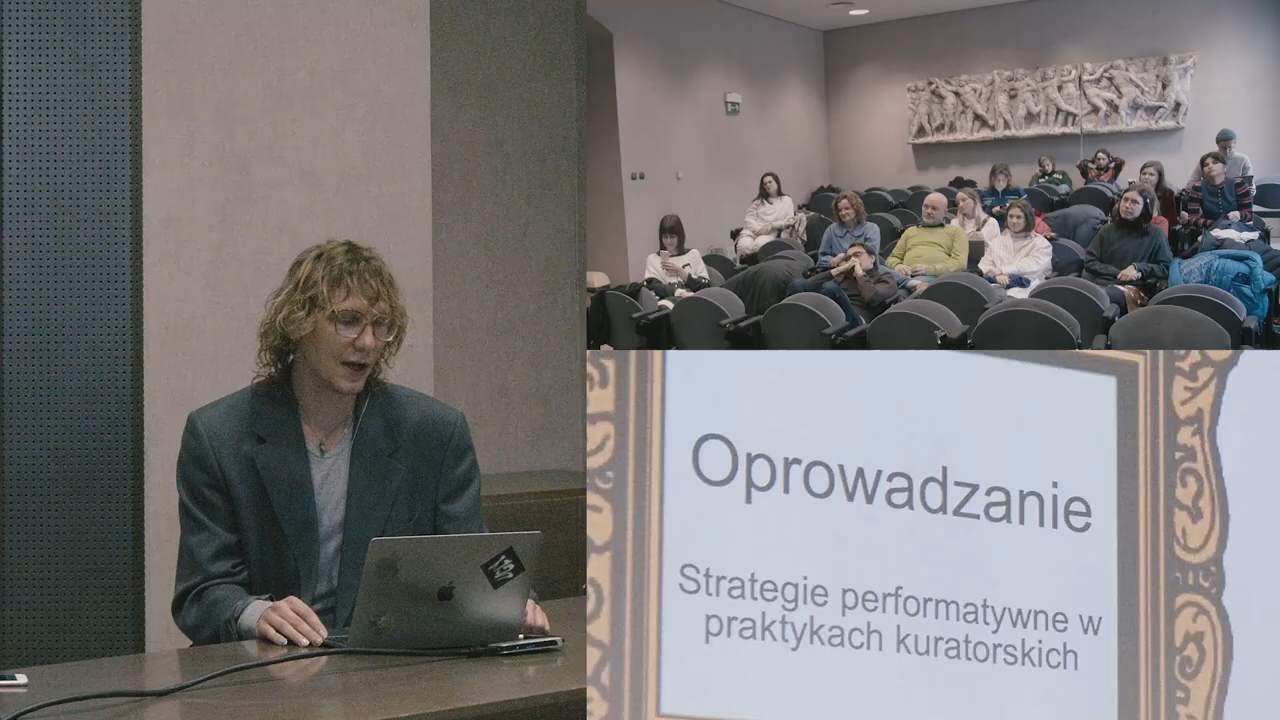 Oprowadzanie
Strategie performatywne w
praktykach kuratorskich